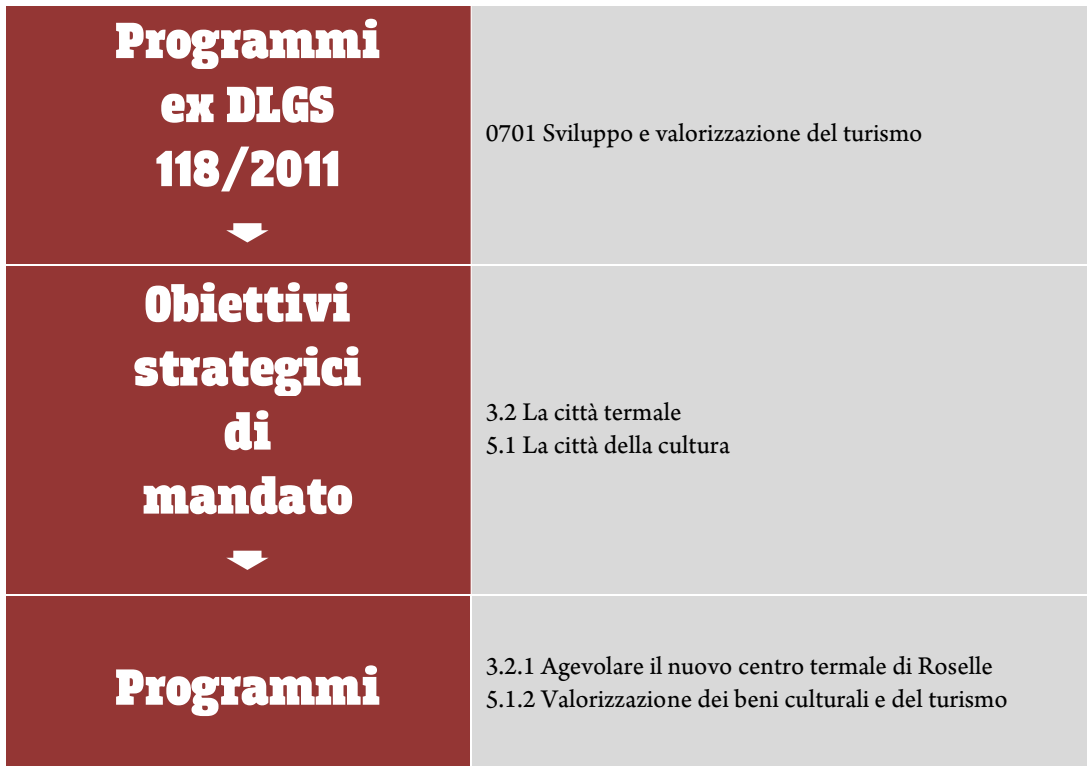 Programmi
ex DLGS
118/2011
0701 Sviluppo e valorizzazione del turismo
Obiettivi
strategici
di
mandato
3.2 La città termale
5.1 La città della cultura
Programmi
3.2.1 Agevolare il nuovo centro termale di Roselle
5.1.2 Valorizzazione dei beni culturali e del turismo